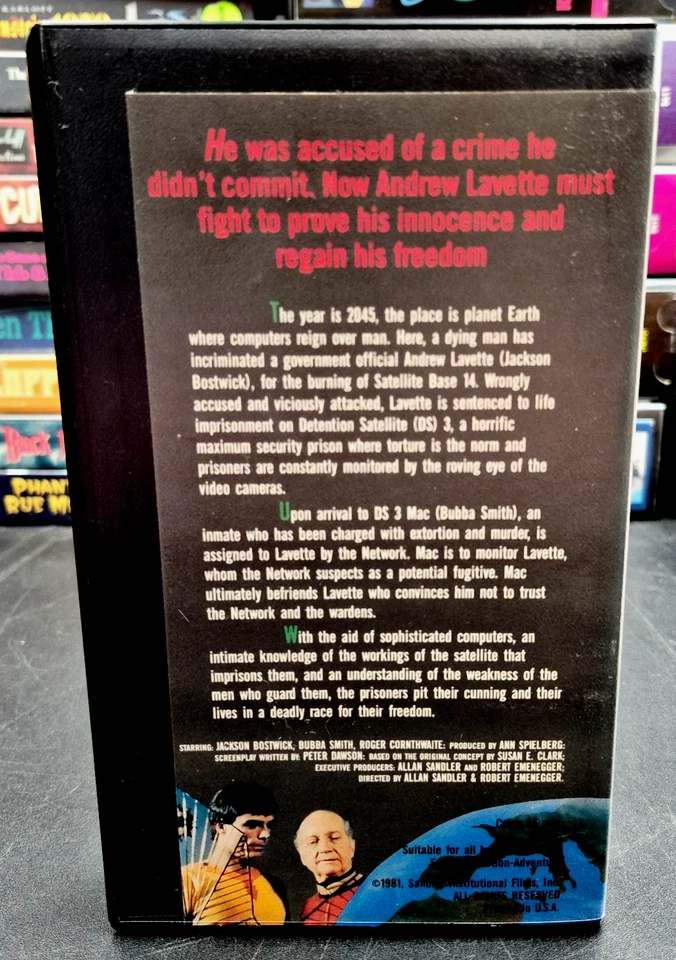 He was accused of a crime he
didn't commit. Now Andrew Lavette must
fight to prove his innocence and
regain his freedom
The year is 2045, the place is planet Earth
where computers reign over man. Here, a dying man has
incriminated a government official Andrew Lavette (Jackson
Bostwick), for the burning of Satellite Base 14. Wrongly
accused and viciously attacked, Lavette is sentenced to life
imprisonment on Detention Satellite (DS) 3, a horrific
maximum security prison where torture is the norm and
prisoners are constantly monitored by the roving eye of the
video cameras.
Upon arrival to DS 3 Mac (Bubba Smith), an
inmate who has been charged with extortion and murder, is
assigned to Lavette by the Network. Mac is to monitor Lavette,
whom the Network suspects as a potential fugitive. Mac
ultimately befriends Lavette who convinces him not to trust
the Network and the wardens.
With the aid of sophisticated computers, an
intimate knowledge of the workings of the satellite that
imprisons them, and an understanding of the weakness of the
men who guard them, the prisoners pit their cunning and their
lives in a deadly race for their freedom.
STARRING: JACKSON BOSTWICK, BUBBA SMITH, ROGER CORNTHWAITE: PRODUCED BY ANN SPIELBERG:
SCREENPLAY WRITTEN BY: PETER DAWSON: BASED ON THE ORIGINAL CONCEPT BY SUSAN E. CLARK;
EXECUTIVE PRODUCERS: ALLAN SANDLER AND ROBERT EMENEGGER;
DIRECTED BY ALLAN SANDLER & ROBERT EMENEGGER.
Suitable for all
©1981, Institutional Films, Inc.
ALL RIGHTS RESERVED
in U.S.A.